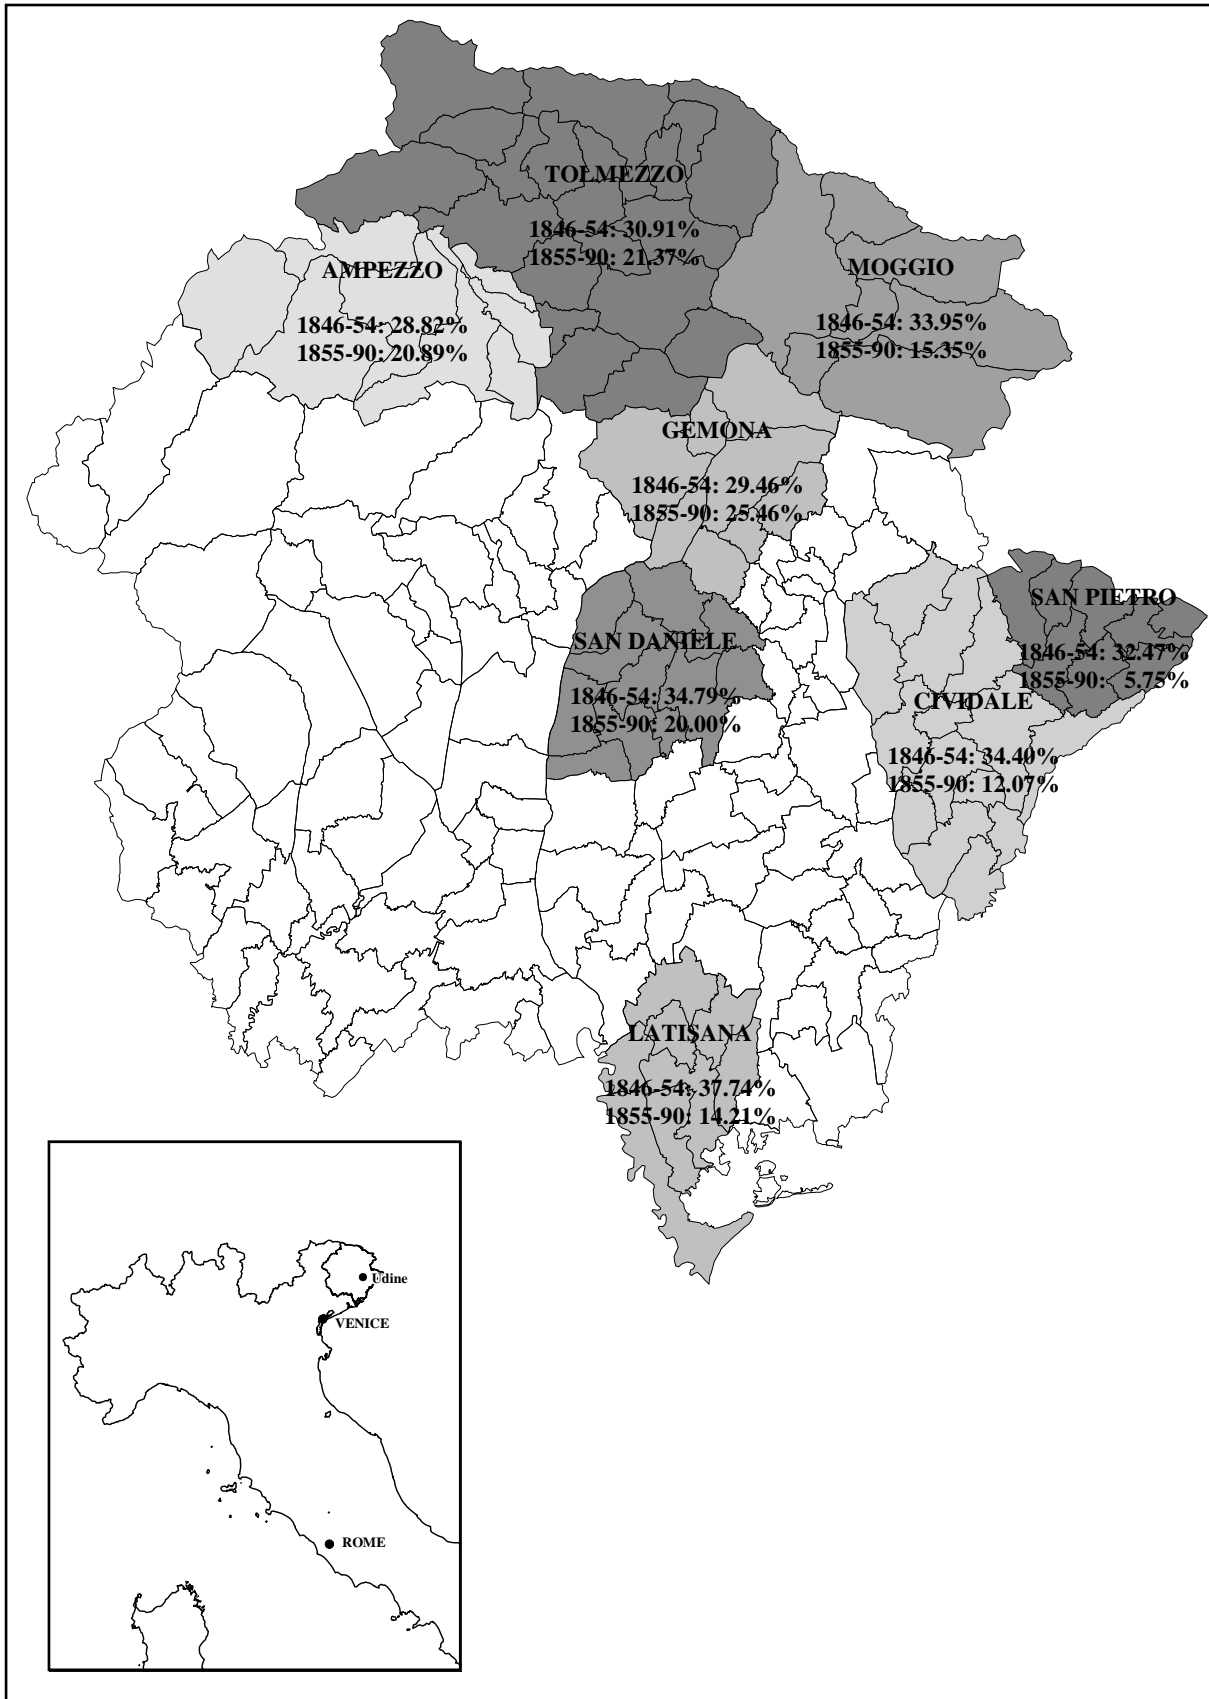 TOLMEZZO
1846-54: 30.91%
1855-90: 21.37%
AMPEZZO
1846-54: 28.82%
1855-90: 20.89%
MOGGIO
1846-54: 33.95%
1855-90: 15.35%
GEMONA
1846-54: 29.46%
1855-90: 25.46%
SAN PIETRO
1846-54: 32.47%
1855-90: 5.75%
SAN DANIELE
1846-54: 34.79%
1855-90: 20.00%
CIVIDALE
1846-54: 34.40%
1855-90: 12.07%
LATISANA
1846-54: 37.74%
1855-90: 14.21%
Udine
VENICE
ROME